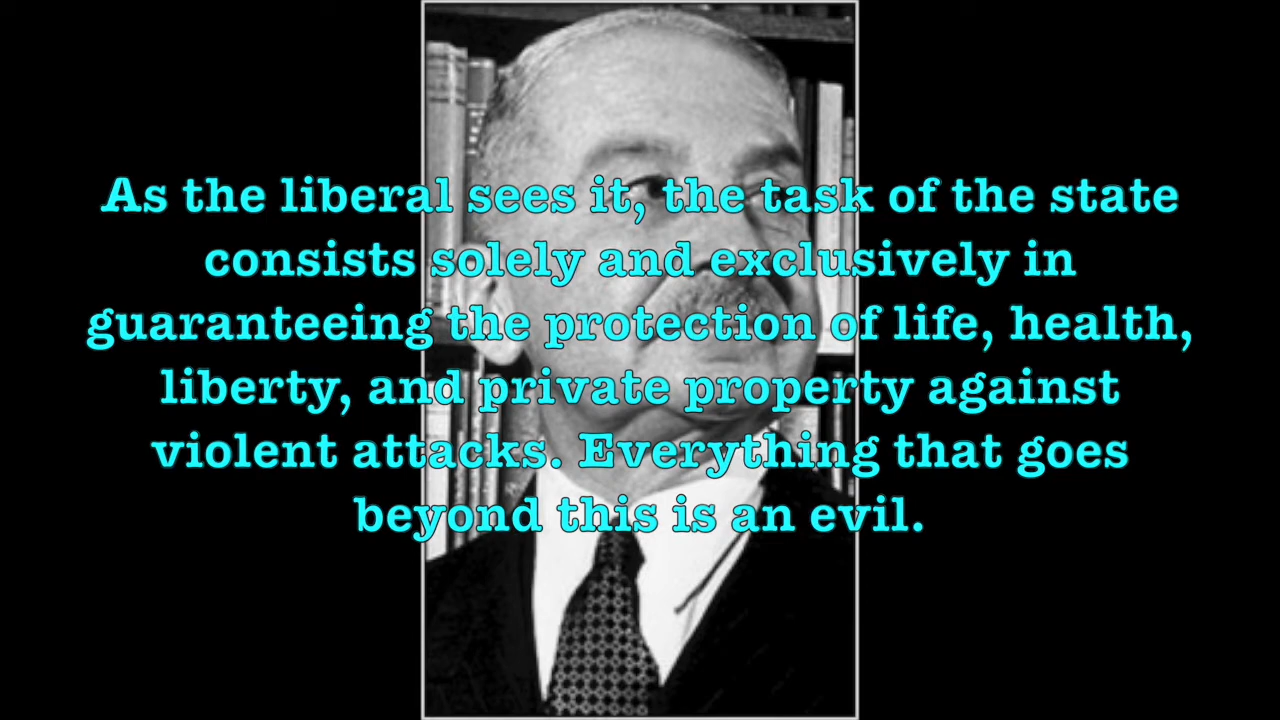 As the liberal sees it, the task of the state
consists solely and exclusively in
guaranteeing the protection of life, health,
liberty, and private property against
violent attacks. Everything that goes
beyond this is an evil.